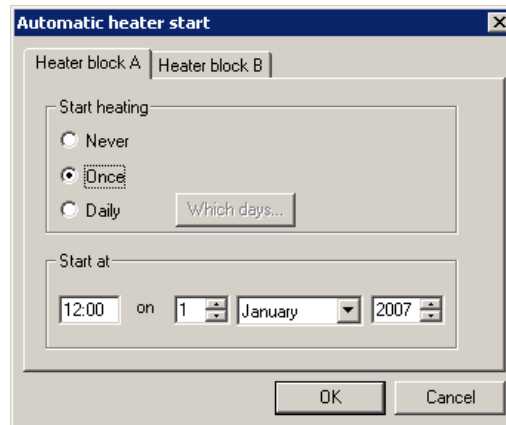 Automatic heater start
Heater block A Heater block B
Start heating
Never
Once
Daily Which days...
Start at
12:00 on 1 January 2007
OK Cancel